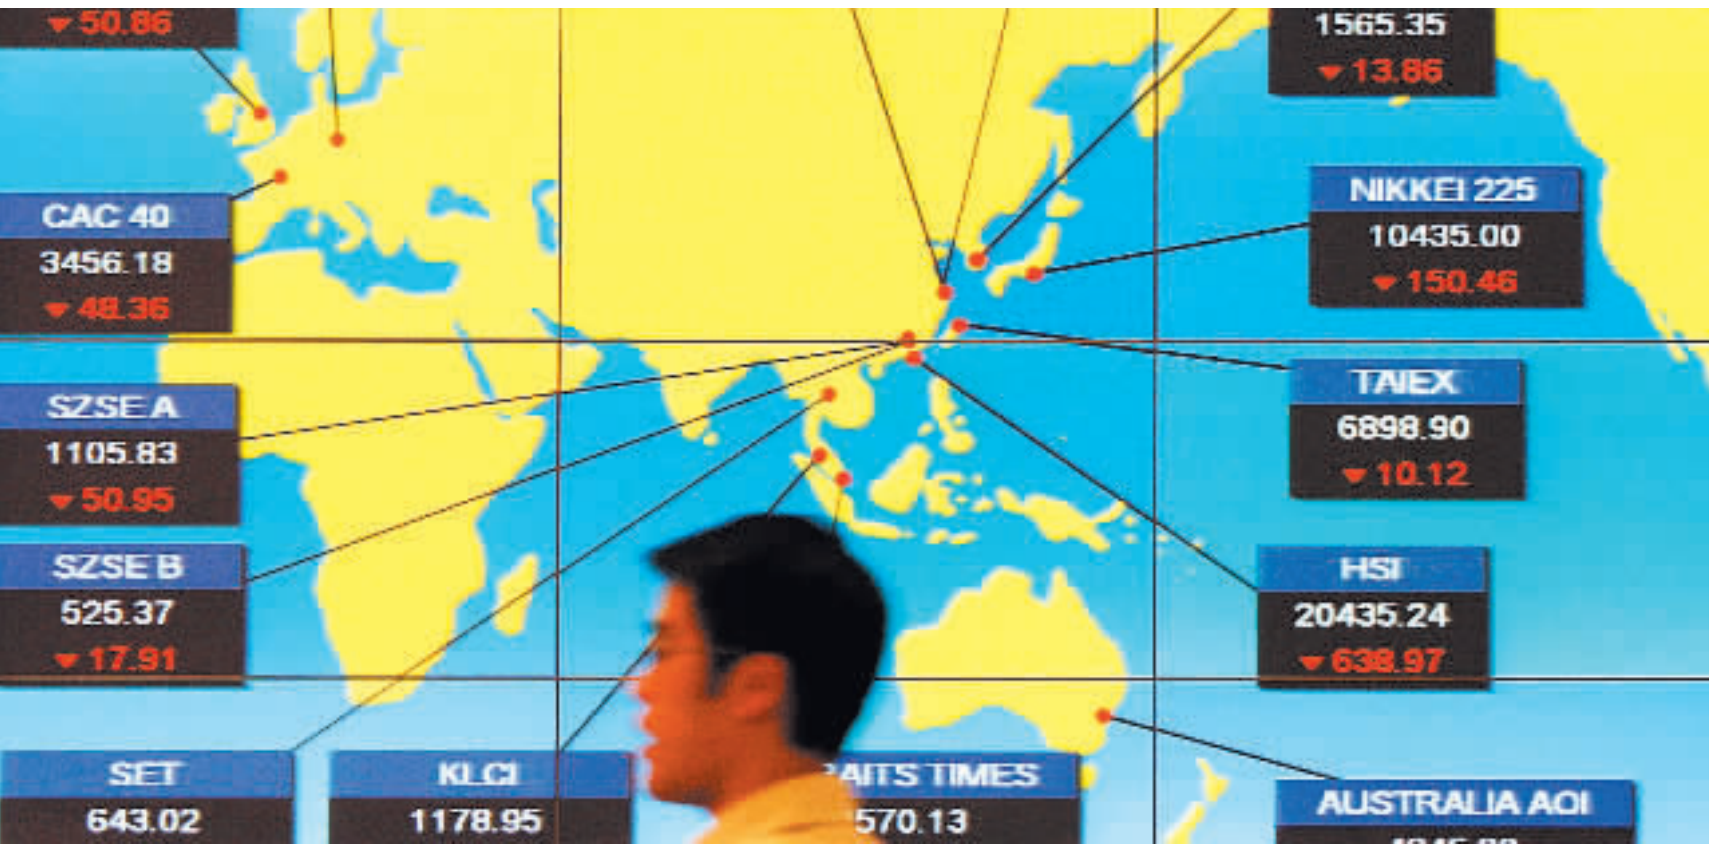 ▼50.86
1565.35
▼13.86
CAC 40
3456.18
▼48.36
NIKKEI 225
10435.00
▼150.46
SZSE A
1105.83
▼50.95
TAIEX
6898.90
▼10.12
SZSE B
525.37
▼17.91
HSI
20435.24
▼638.97
SET
643.02
KLCI
1178.95
AITS TIMES
570.13
AUSTRALIA AOI